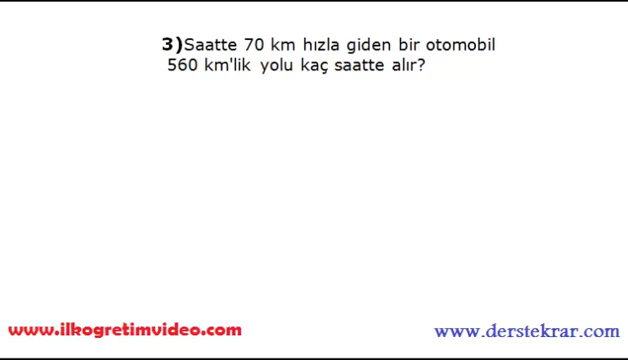 3)Saatte 70 km hızla giden bir otomobil
560 km'lik yolu kaç saatte alır?
www.ilkogretimvideo.com
www.derstekrar.com